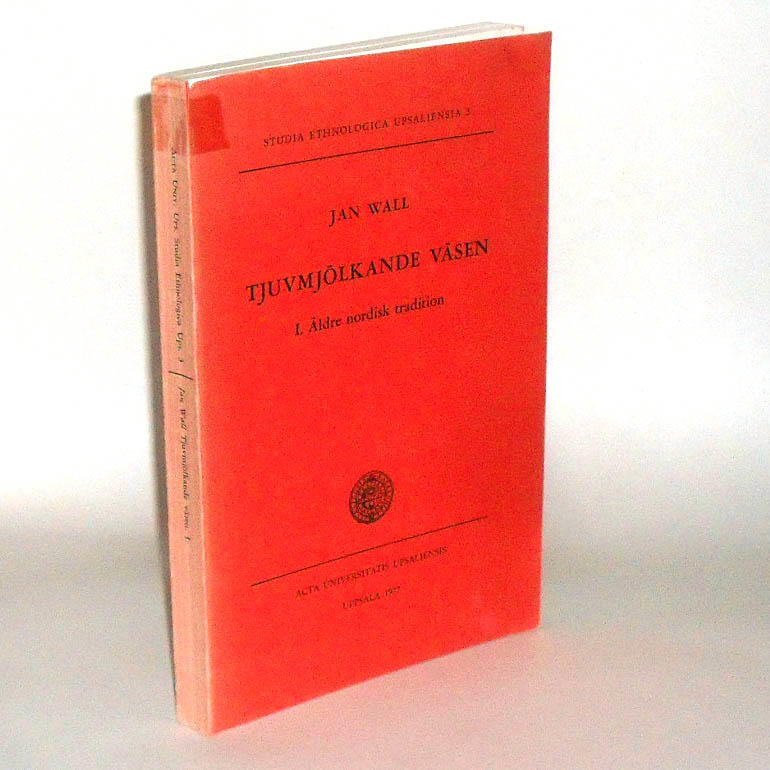 STUDIA ETHNOLOGICA UPSALIENSIA 3
JAN WALL
TJUVMJÖLKANDE VÄSEN
I. Äldre nordisk tradition
ACTA UNIVERSITATIS UPSALIENSIS
UPPSALA 1977
Acta Univ. Ups. Studia Ethnologica Ups. 3 / Jan Wall Tjuvmjölkande väsen. I